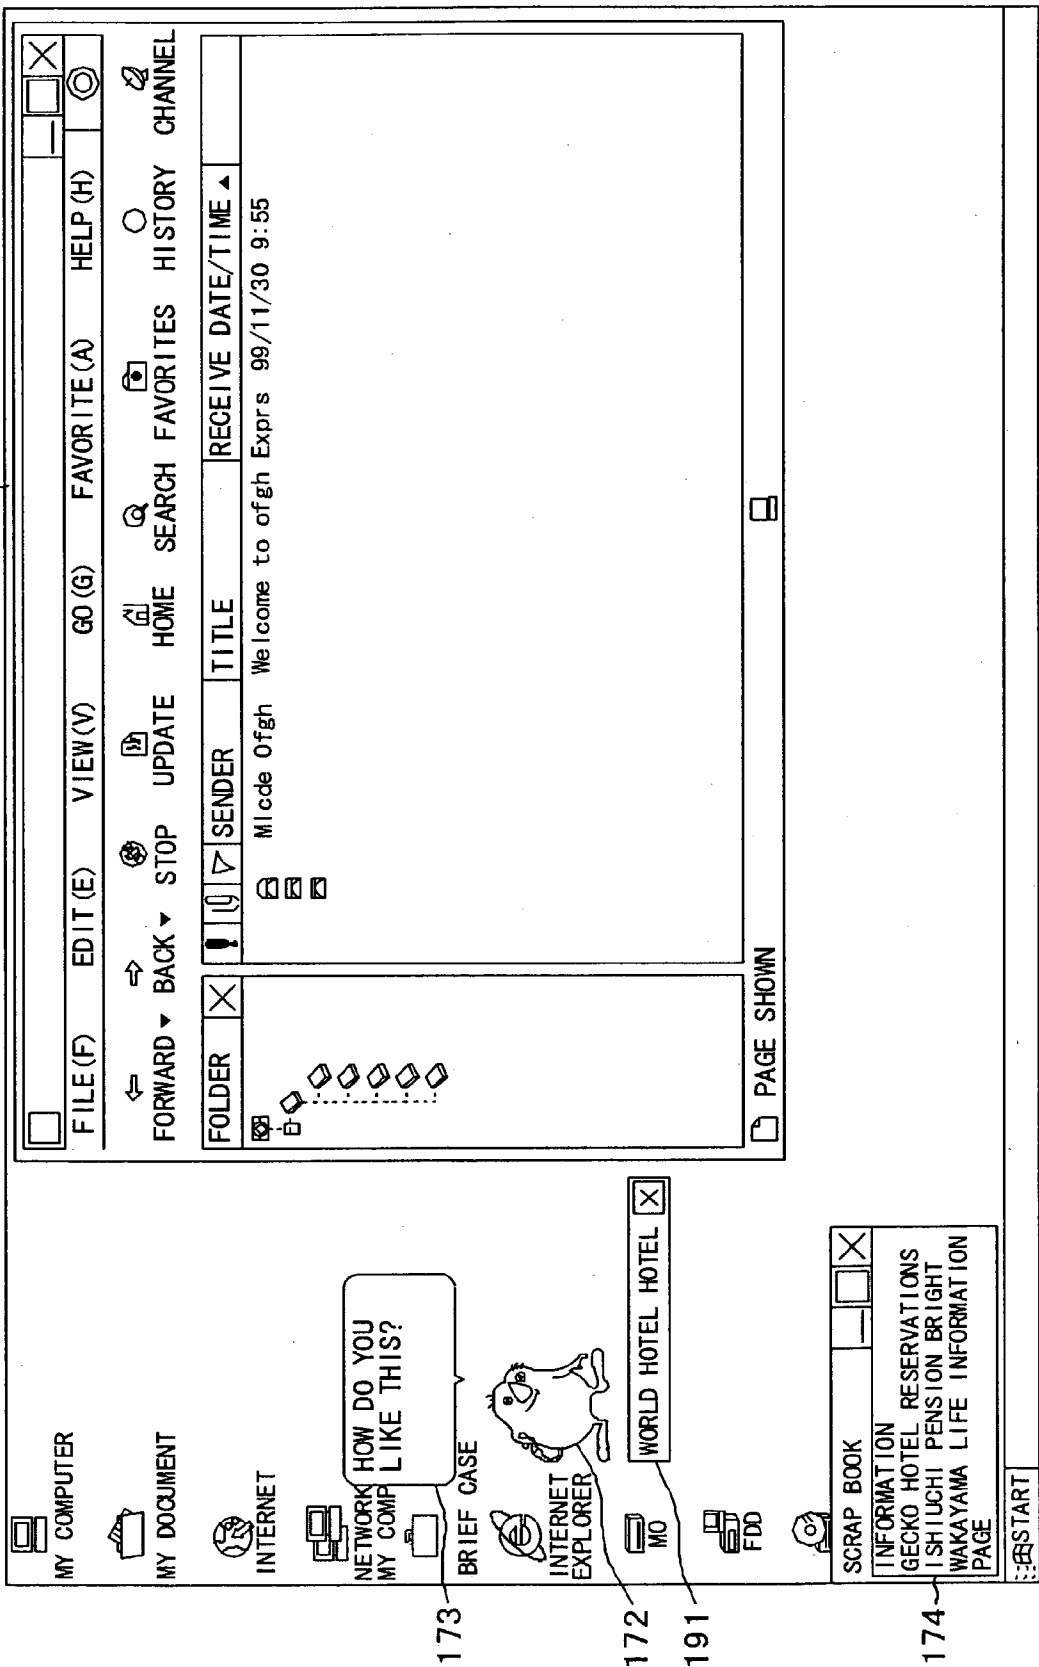 MY COMPUTER
MY DOCUMENT
INTERNET
NETWORK
MY COMP
BRIEF CASE
INTERNET
EXPLORER
MO
FDD
HOW DO YOU
LIKE THIS?
WORLD HOTEL HOTEL
SCRAP BOOK
INFORMATION
GECKO HOTEL RESERVATIONS
ISHIUCHI PENSION BRIGHT
WAKAYAMA LIFE INFORMATION
PAGE
START
FILE(F) EDIT(E) VIEW(V) GO(G) FAVORITE(A) HELP(H)
FORWARD▼ BACK▼ STOP UPDATE HOME SEARCH FAVORITES HISTORY CHANNEL
FOLDER
SENDER TITLE RECEIVE DATE/TIME▲
Mlcde Ofgh Welcome to ofgh Exprs 99/11/30 9:55
PAGE SHOWN
173
172
191
174